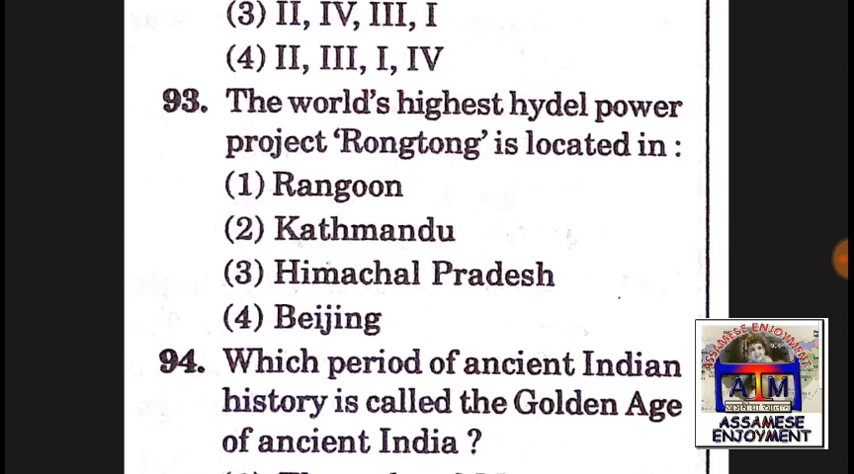 (3) II, IV, III, I
(4) II, III, I, IV
93. The world's highest hydel power
project 'Rongtong' is located in :
(1) Rangoon
(2) Kathmandu
(3) Himachal Pradesh
(4) Beijing
94. Which period of ancient Indian
history is called the Golden Age
of ancient India ?
ASSAMESE ENJOYMENT
ATM
ASSAMESE
ENJOYMENT